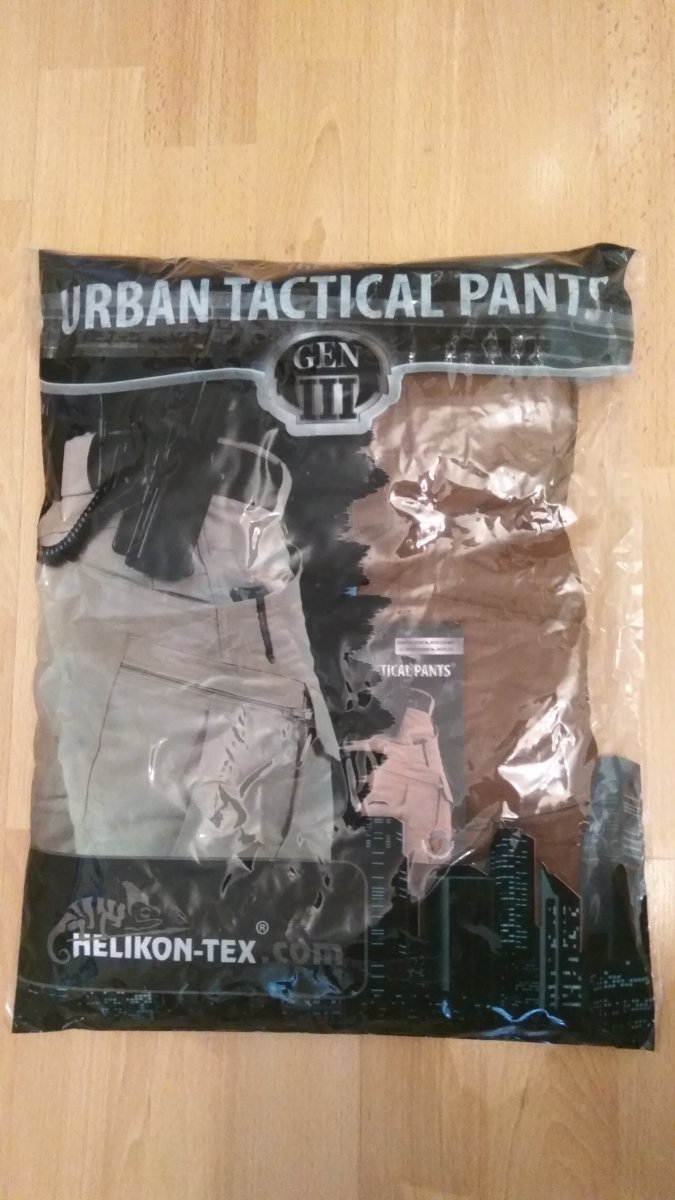 URBAN TACTICAL PANTS
GEN
III
TICAL PANTS®
HELIKON-TEX®.com